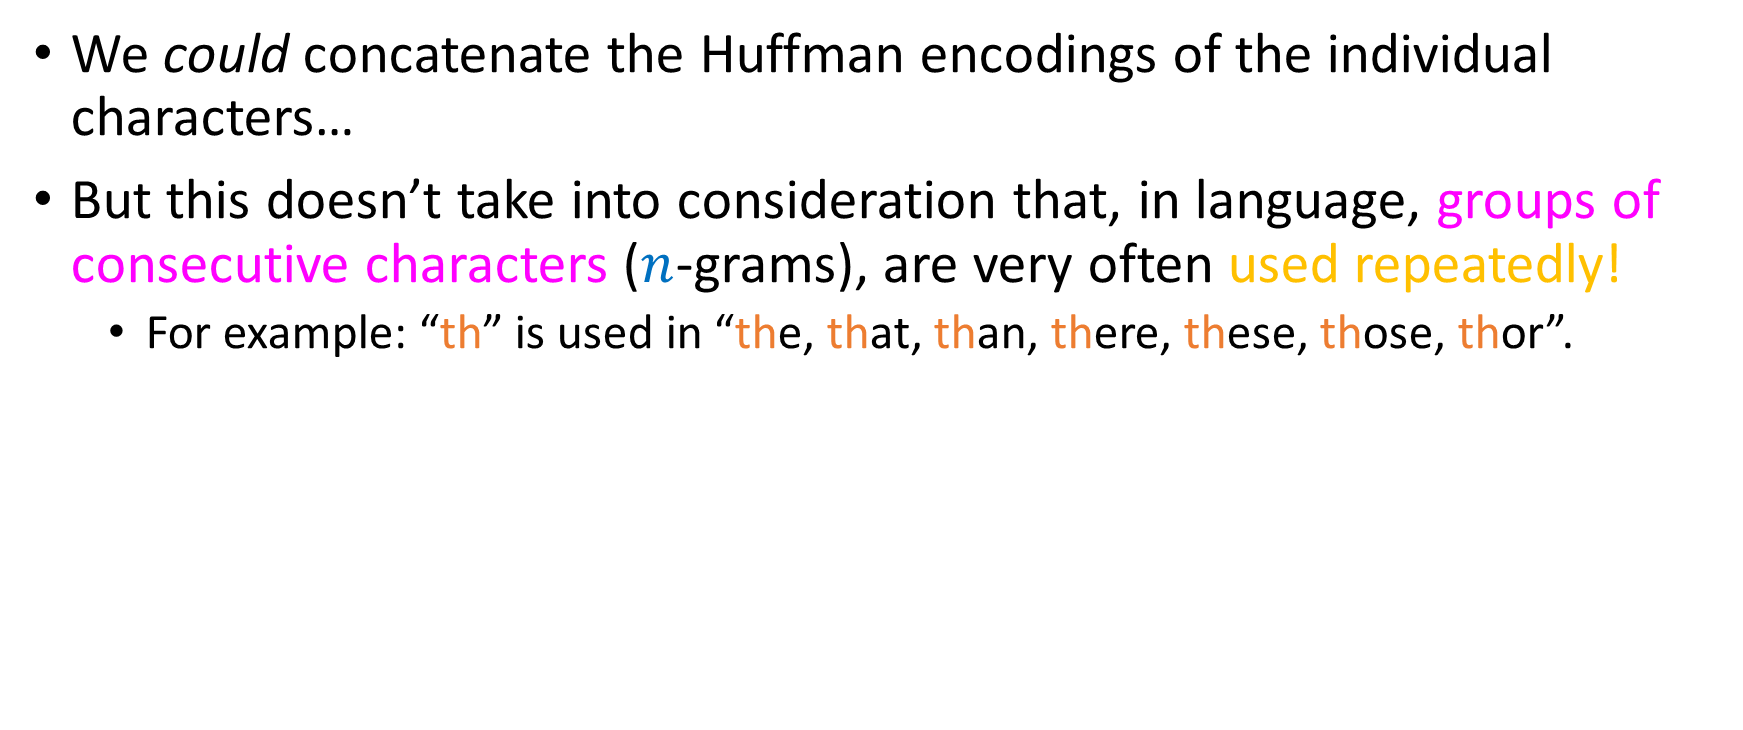 • We could concatenate the Huffman encodings of the individual
characters…
• But this doesn’t take into consideration that, in language, groups of
consecutive characters (n-grams), are very often used repeatedly!
• For example: “th” is used in “the, that, than, there, these, those, thor”.